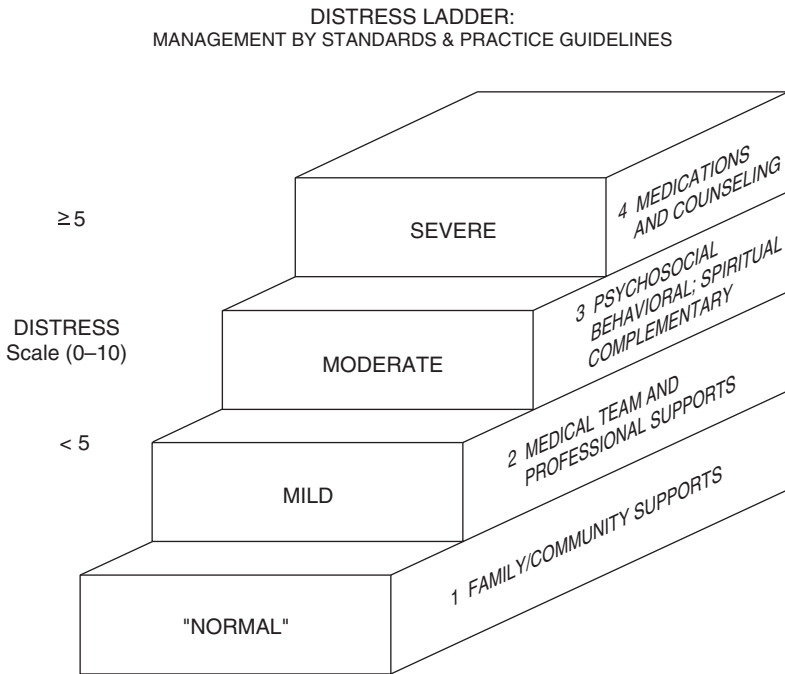 DISTRESS LADDER:
MANAGEMENT BY STANDARDS & PRACTICE GUIDELINES
≥ 5
SEVERE
4 MEDICATIONS
AND COUNSELING
DISTRESS
Scale (0–10)
MODERATE
3 PSYCHOSOCIAL
BEHAVIORAL; SPIRITUAL
COMPLEMENTARY
< 5
MILD
2 MEDICAL TEAM AND
PROFESSIONAL SUPPORTS
"NORMAL"
1 FAMILY/COMMUNITY SUPPORTS